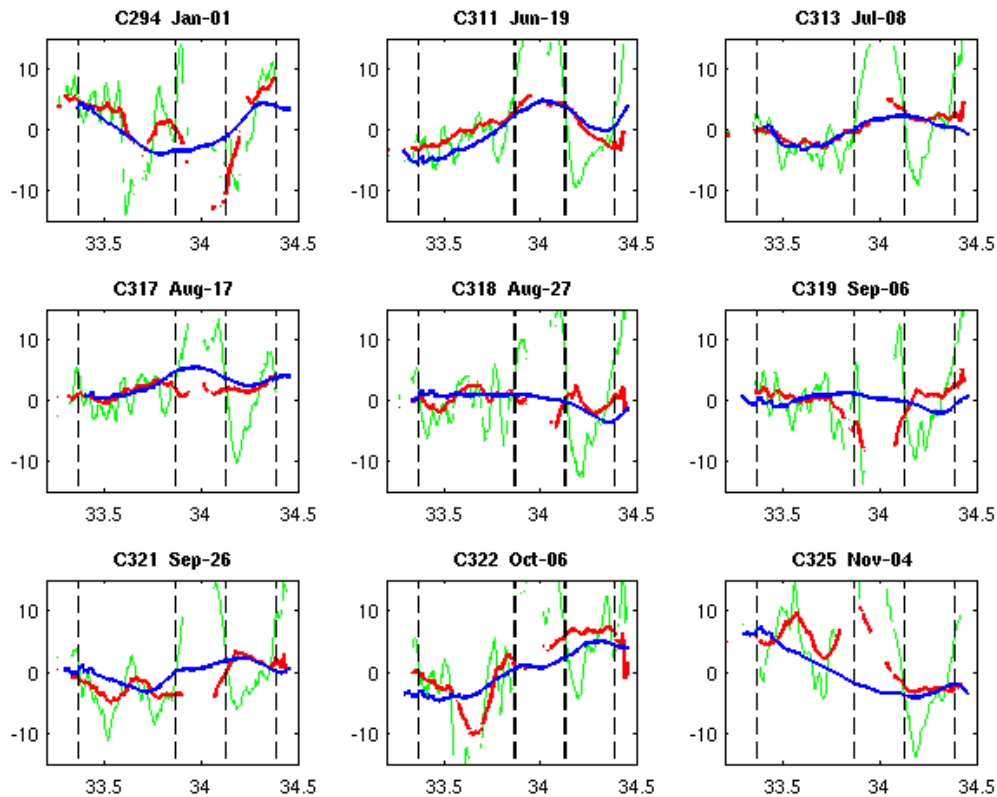 C294 Jan-01 C311 Jun-19 C313 Jul-08
10 10 10
0 0 0
-10 -10 -10
33.5 34 34.5 33.5 34 34.5 33.5 34 34.5
C317 Aug-17 C318 Aug-27 C319 Sep-06
10 10 10
0 0 0
-10 -10 -10
33.5 34 34.5 33.5 34 34.5 33.5 34 34.5
C321 Sep-26 C322 Oct-06 C325 Nov-04
10 10 10
0 0 0
-10 -10 -10
33.5 34 34.5 33.5 34 34.5 33.5 34 34.5